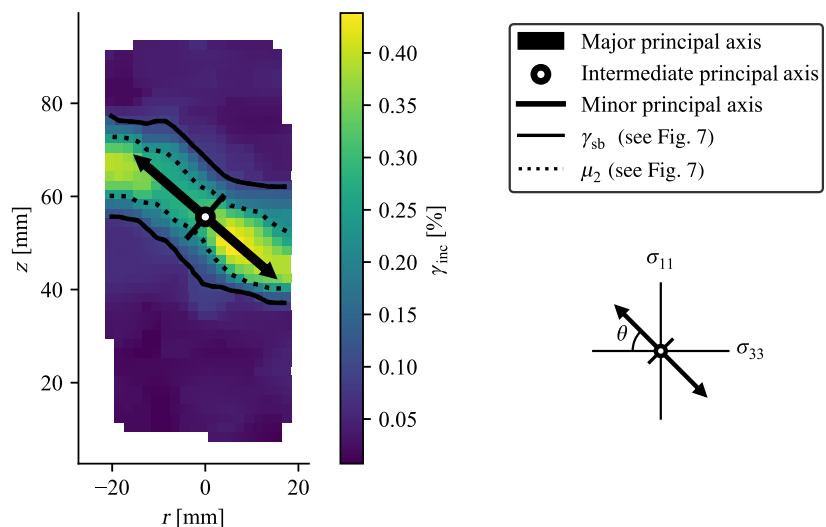 80
60
40
20
z [mm]
−20
0
20
r [mm]
0.40
0.35
0.30
0.25
0.20
0.15
0.10
0.05
γinc [%]
Major principal axis
Intermediate principal axis
Minor principal axis
γsb (see Fig. 7)
μ2 (see Fig. 7)
σ11
θ
σ33